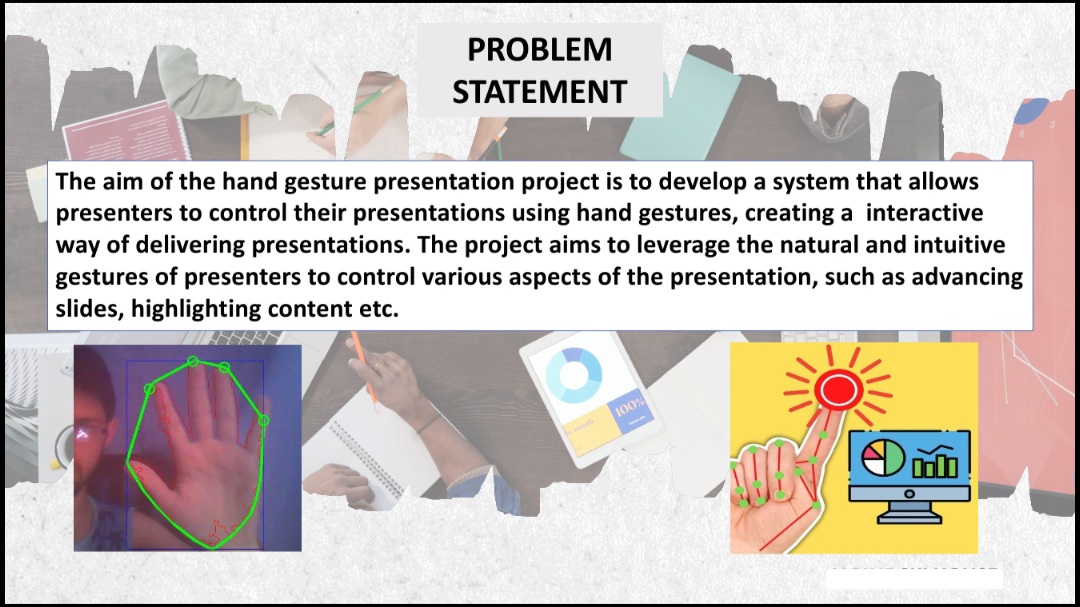 PROBLEM
STATEMENT
The aim of the hand gesture presentation project is to develop a system that allows
presenters to control their presentations using hand gestures, creating a  interactive
way of delivering presentations. The project aims to leverage the natural and intuitive
gestures of presenters to control various aspects of the presentation, such as advancing
slides, highlighting content etc.
100%